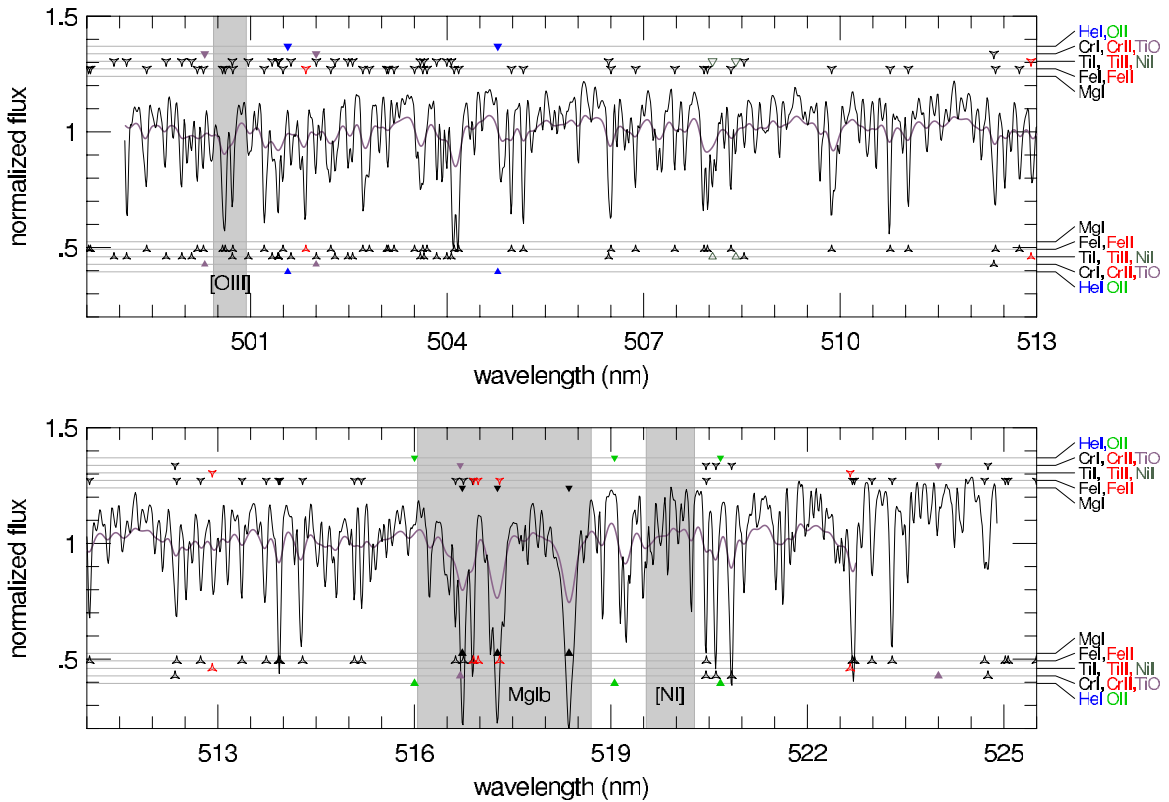 1.5
1
.5
normalized flux
HeI,OII
CrI, CrII,TiO
TiI, TiII, NiI
FeI, FeII
MgI
MgI
FeI, FeII
TiI, TiII, NiI
CrI, CrII,TiO
HeI OII
[OIII]
501
504
507
510
513
wavelength (nm)
1.5
1
.5
normalized flux
HeI,OII
CrI, CrII,TiO
TiI, TiII, NiI
FeI, FeII
MgI
MgI
FeI, FeII
TiI, TiII, NiI
CrI, CrII,TiO
HeI OII
MgIb
[NI]
513
516
519
522
525
wavelength (nm)